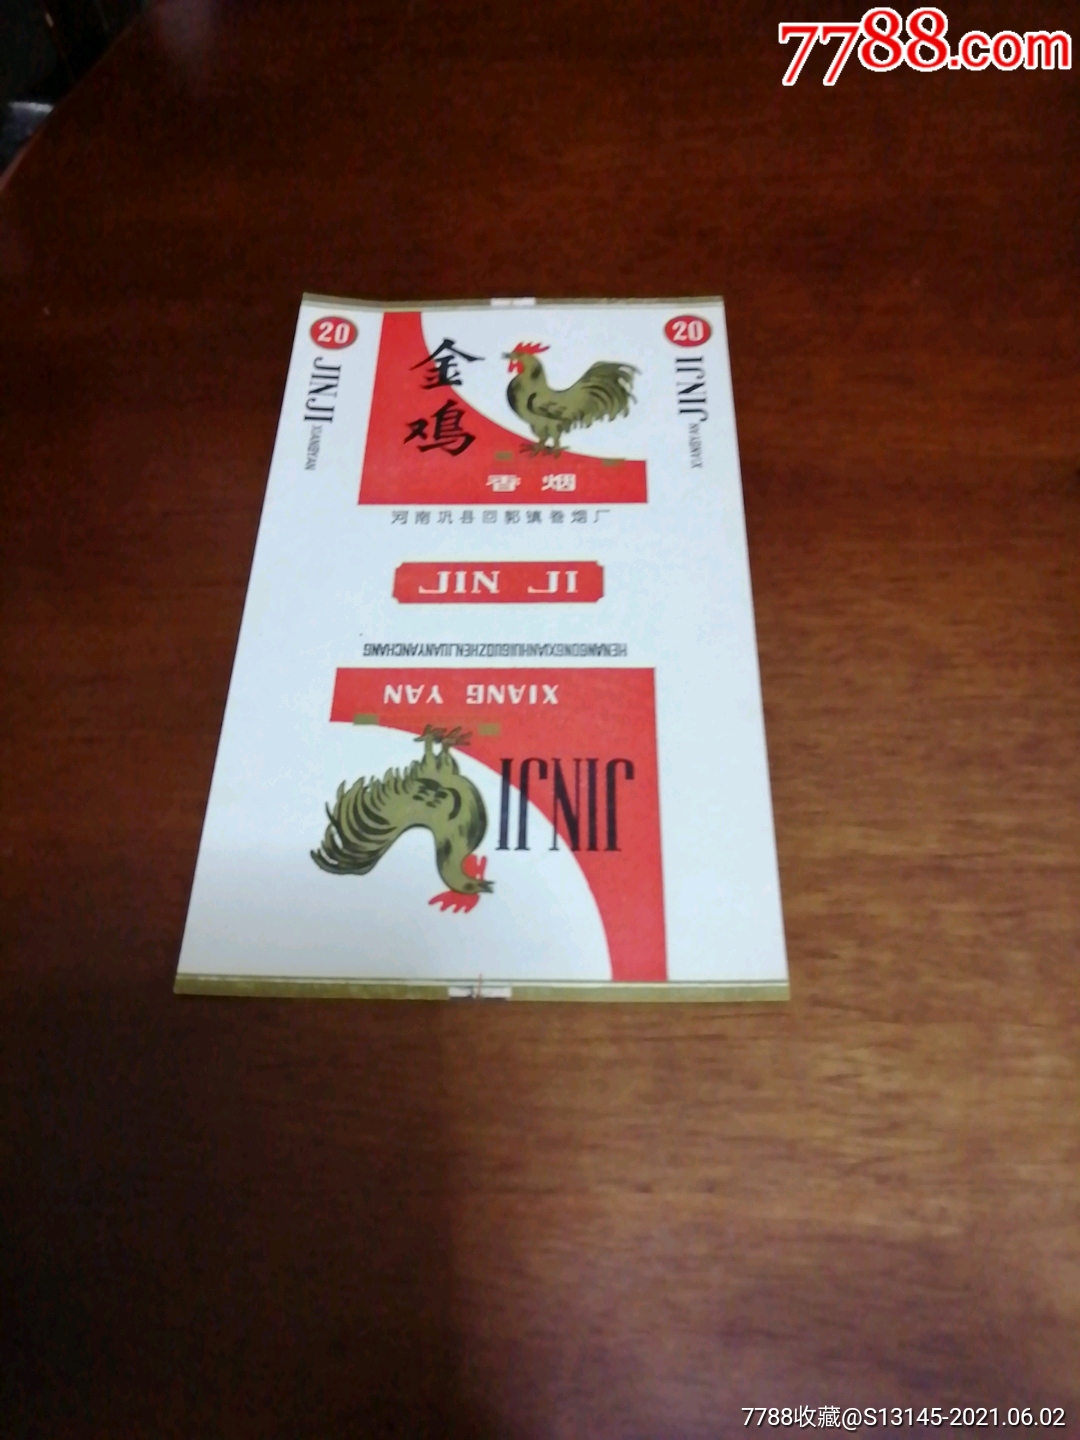 7788.com
20
JINJI
XIANGYAN
20
JINJI
XIANGYAN
金
鸡
香烟
河南巩县回郭镇卷烟厂
JIN JI
HENANGONGXIANHUIGUOZHENJUANYANCHANG
XIANG YAN
JINJI
7788收藏@S13145-2021.06.02